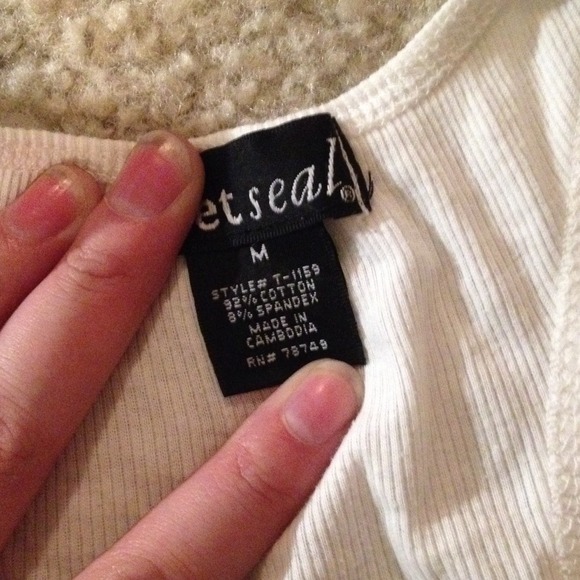 etseal ®
M
STYLE# T-1159
92% COTTON
8% SPANDEX
MADE IN
CAMBODIA
RN# 78749